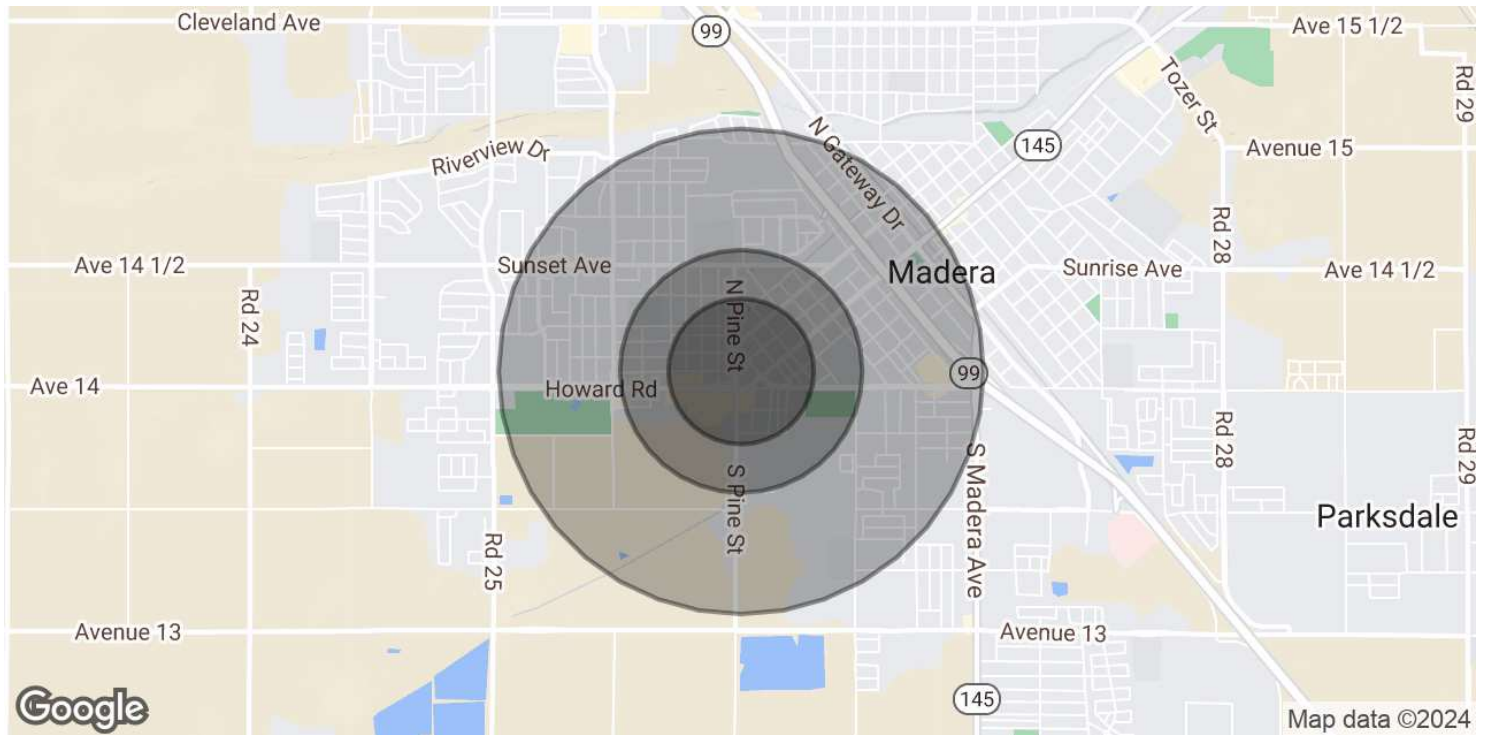 Cleveland Ave
99
Ave 15 1/2
Tozer St
Rd 29
Riverview Dr
N Gateway Dr
145
Avenue 15
Ave 14 1/2
Sunset Ave
Madera
Sunrise Ave
Rd 28
Ave 14 1/2
Rd 24
N Pine St
Ave 14
Howard Rd
99
Rd 28
Rd 29
S Pine St
S Madera Ave
Parksdale
Rd 25
Avenue 13
Avenue 13
145
Google
Map data ©2024